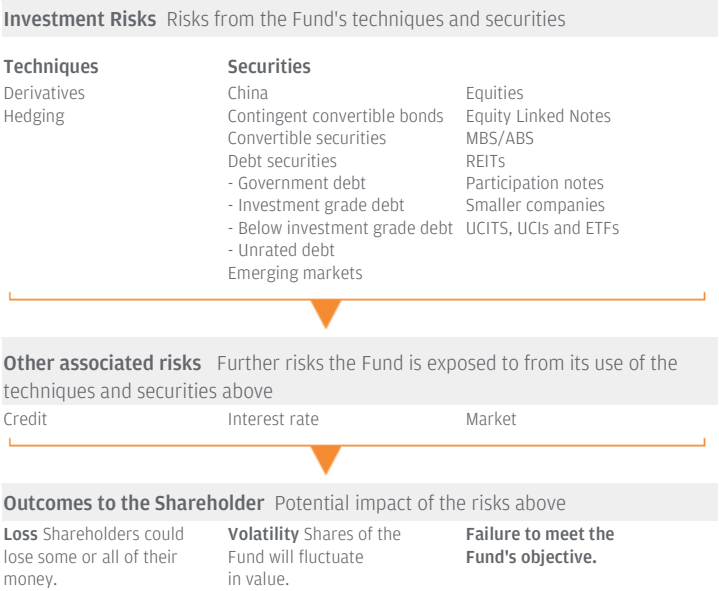 Investment Risks Risks from the Fund's techniques and securities
Techniques
Derivatives
Hedging
Securities
China
Contingent convertible bonds
Convertible securities
Debt securities
- Government debt
- Investment grade debt
- Below investment grade debt
- Unrated debt
Emerging markets
Equities
Equity Linked Notes
MBS/ABS
REITs
Participation notes
Smaller companies
UCITS, UCIs and ETFs
Other associated risks Further risks the Fund is exposed to from its use of the
techniques and securities above
Credit
Interest rate
Market
Outcomes to the Shareholder Potential impact of the risks above
Loss Shareholders could
lose some or all of their
money.
Volatility Shares of the
Fund will fluctuate
in value.
Failure to meet the
Fund's objective.